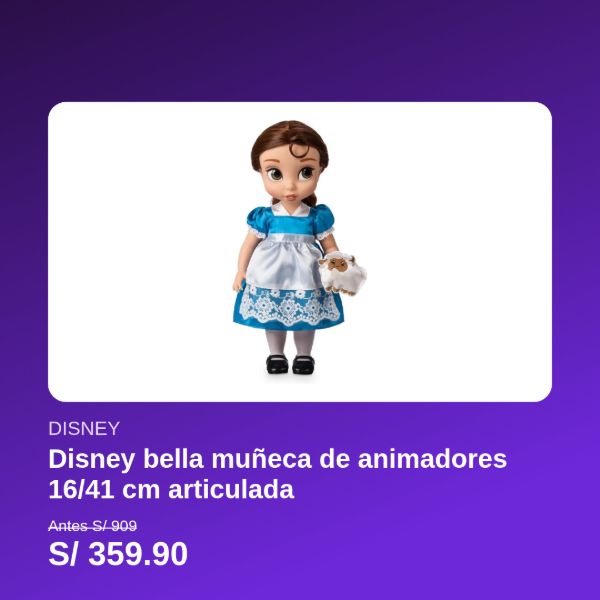 DISNEY
Disney bella muñeca de animadores
16/41 cm articulada
Antes S/ 909
S/ 359.90